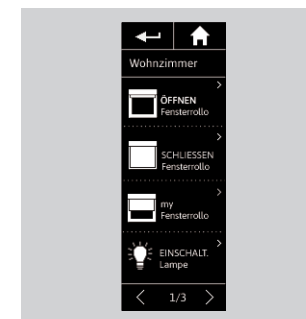 Wohnzimmer
ÖFFNEN
Fensterrollo
SCHLIESSEN
Fensterrollo
my
Fensterrollo
EINSCHALT.
Lampe
1/3